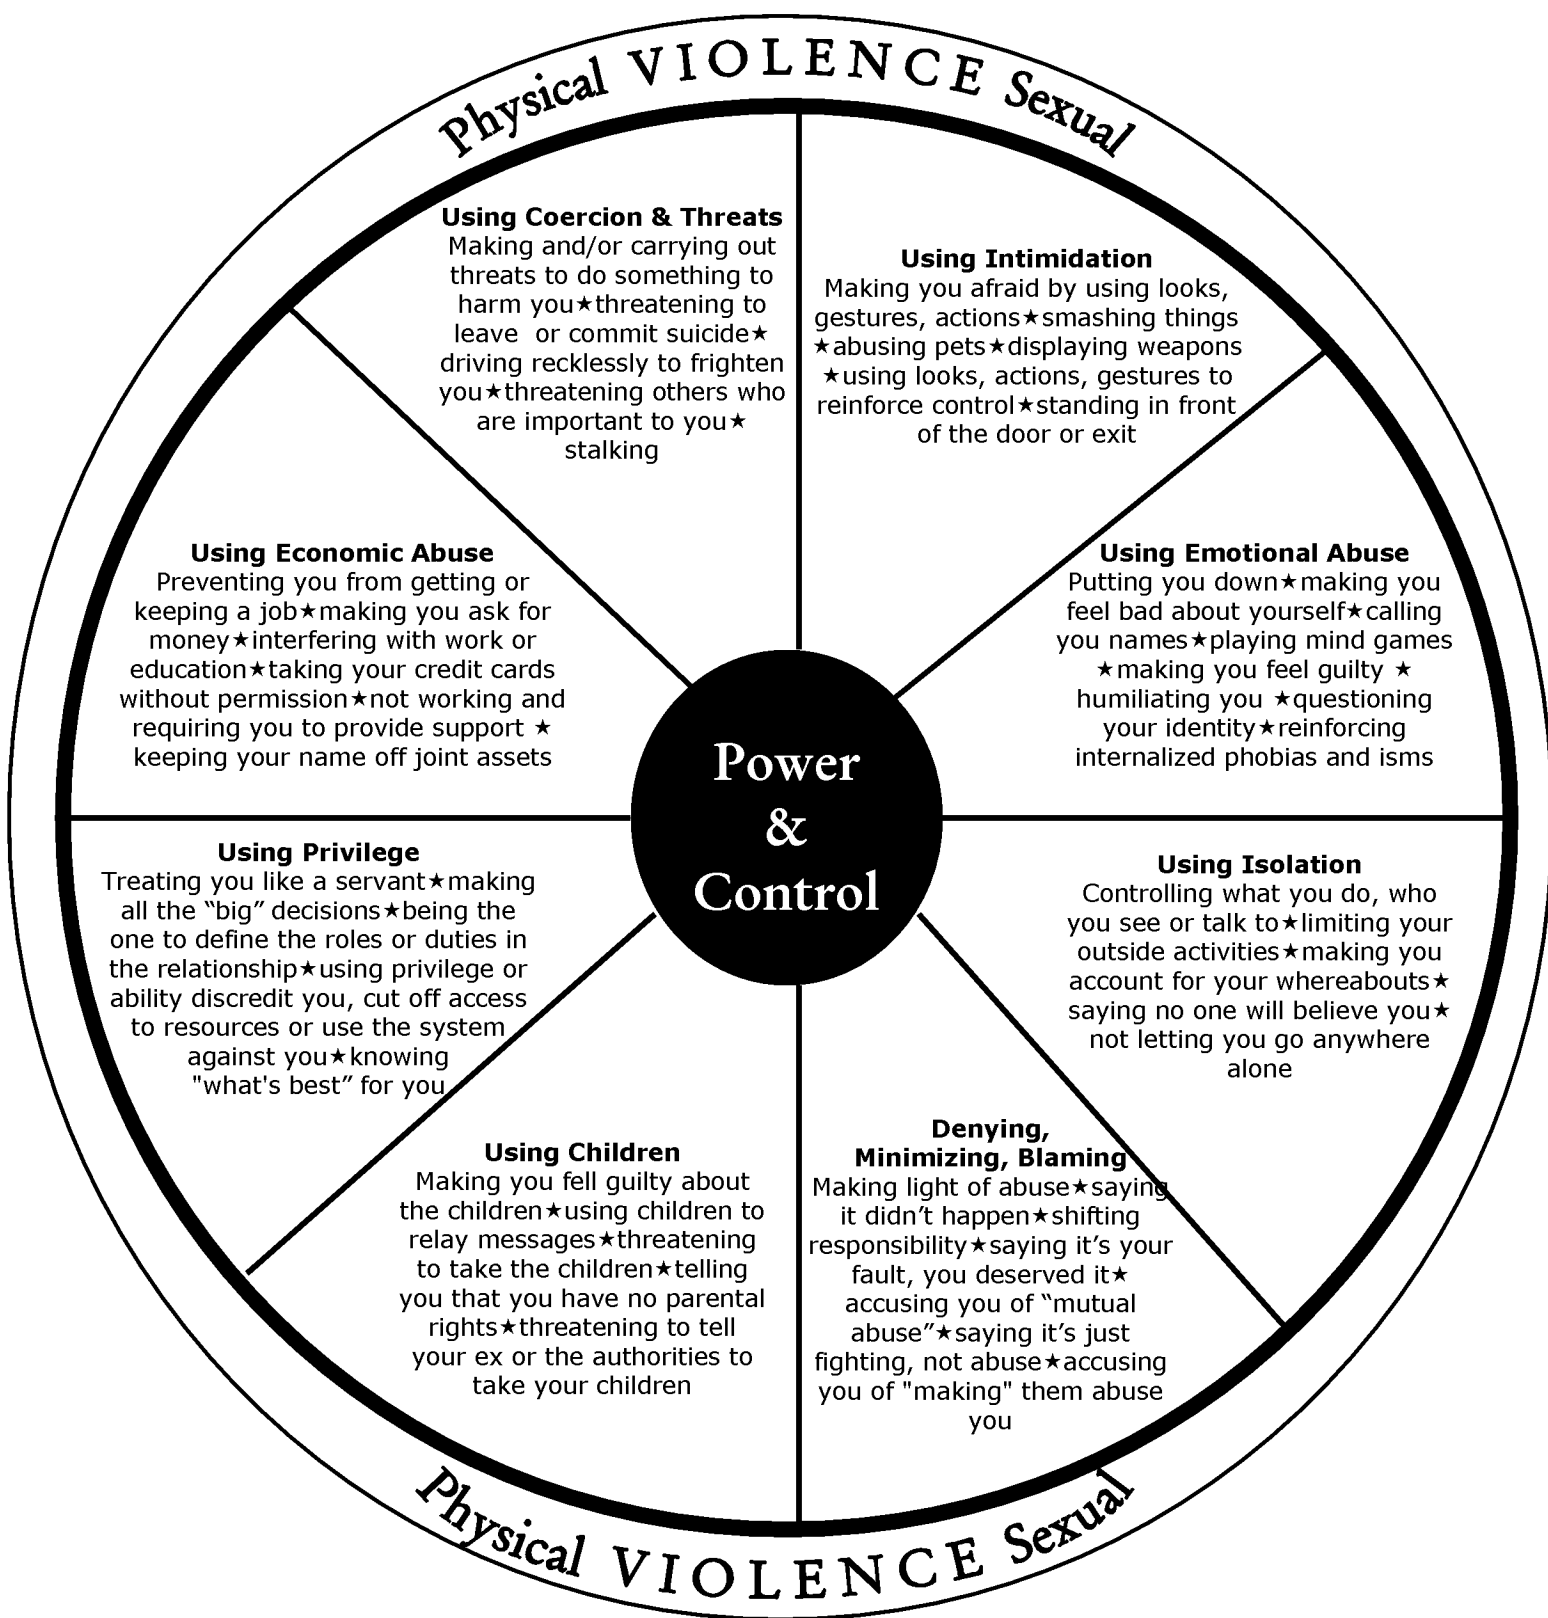 Physical VIOLENCE Sexual
Using Coercion & Threats
Making and/or carrying out
threats to do something to
harm you★threatening to
leave  or commit suicide★
driving recklessly to frighten
you★threatening others who
are important to you★
stalking
Using Intimidation
Making you afraid by using looks,
gestures, actions★smashing things
★abusing pets★displaying weapons
★using looks, actions, gestures to
reinforce control★standing in front
of the door or exit
Using Economic Abuse
Preventing you from getting or
keeping a job★making you ask for
money★interfering with work or
education★taking your credit cards
without permission★not working and
requiring you to provide support ★
keeping your name off joint assets
Using Emotional Abuse
Putting you down★making you
feel bad about yourself★calling
you names★playing mind games
★making you feel guilty ★
humiliating you ★questioning
your identity★reinforcing
internalized phobias and isms
Power
&
Control
Using Privilege
Treating you like a servant★making
all the “big” decisions★being the
one to define the roles or duties in
the relationship★using privilege or
ability discredit you, cut off access
to resources or use the system
against you★knowing
"what's best” for you
Using Isolation
Controlling what you do, who
you see or talk to★limiting your
outside activities★making you
account for your whereabouts★
saying no one will believe you★
not letting you go anywhere
alone
Using Children
Making you fell guilty about
the children★using children to
relay messages★threatening
to take the children★telling
you that you have no parental
rights★threatening to tell
your ex or the authorities to
take your children
Denying,
Minimizing, Blaming
Making light of abuse★saying
it didn’t happen★shifting
responsibility★saying it’s your
fault, you deserved it★
accusing you of “mutual
abuse”★saying it’s just
fighting, not abuse★accusing
you of "making" them abuse
you
Physical VIOLENCE Sexual